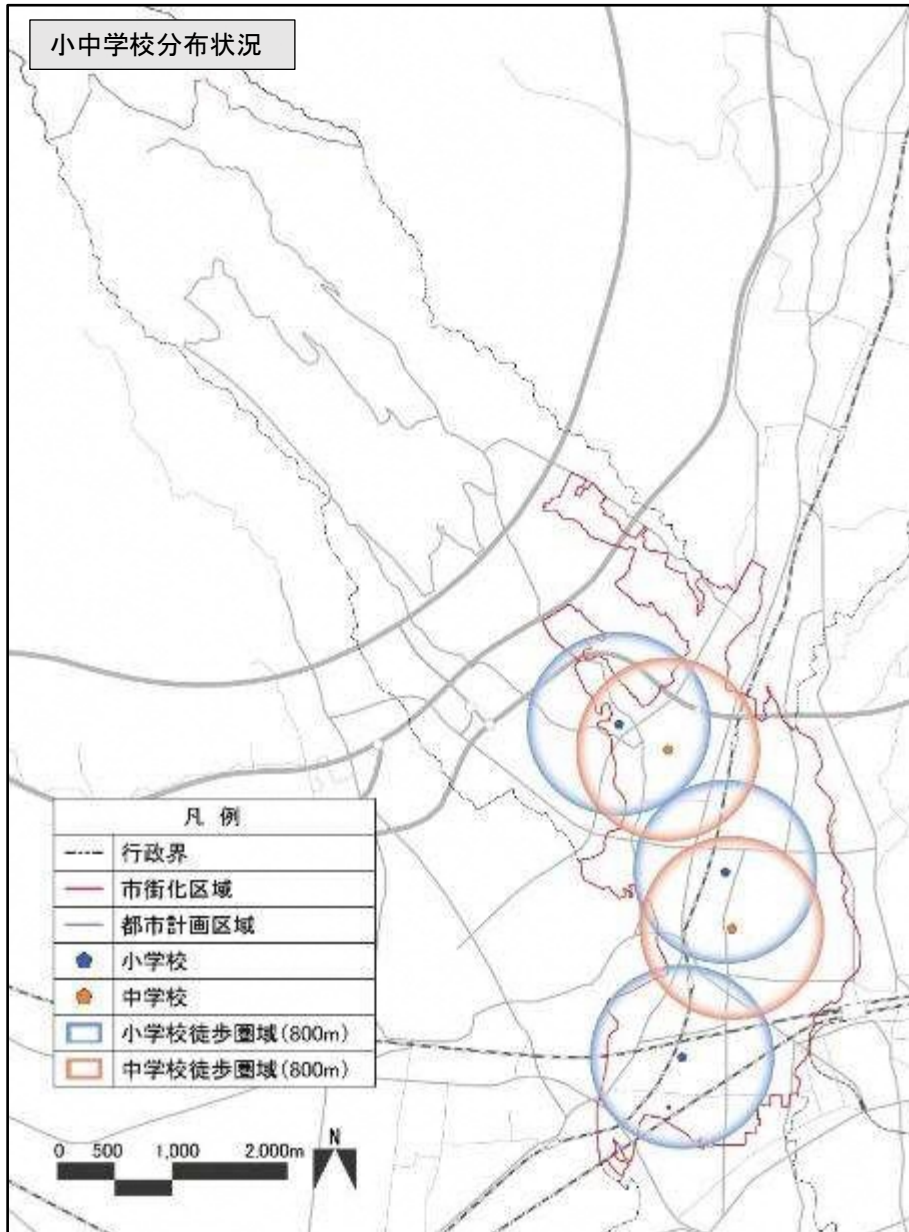 小中学校分布状況
凡例
行政界
市街化区域
都市計画区域
小学校
中学校
小学校徒歩圏域(800m)
中学校徒歩圏域(800m)
0 500 1,000 2,000m
N